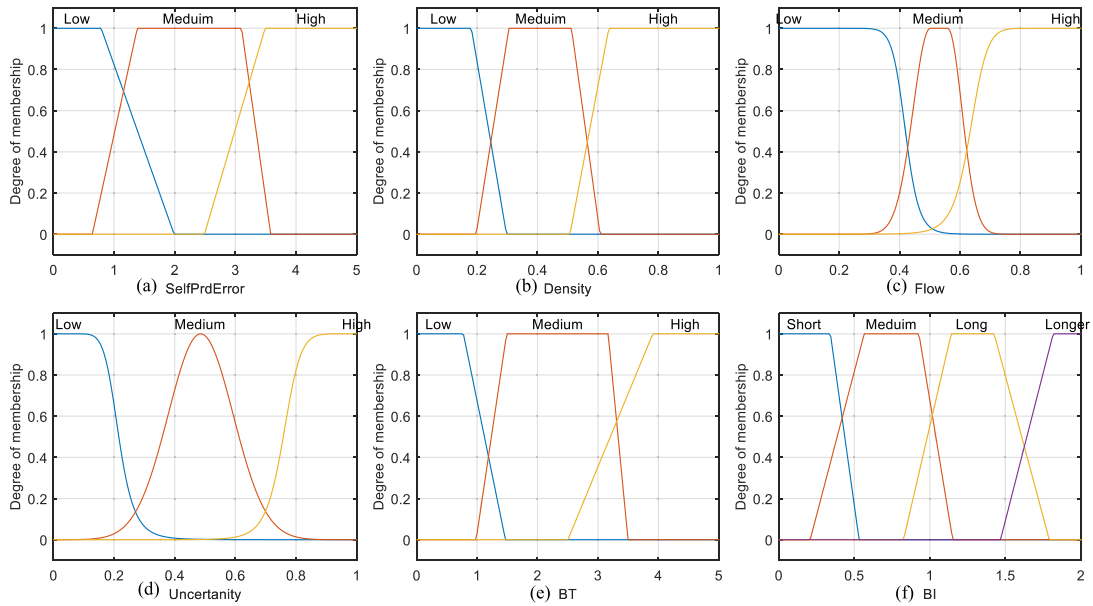 Low Meduim High
Degree of membership
1
0.8
0.6
0.4
0.2
0
0 1 2 3 4 5
(a) SelfPrdError
Low Meduim High
Degree of membership
1
0.8
0.6
0.4
0.2
0
0 0.2 0.4 0.6 0.8 1
(b) Density
Low Medium High
Degree of membership
1
0.8
0.6
0.4
0.2
0
0 0.2 0.4 0.6 0.8 1
(c) Flow
Low Medium High
Degree of membership
1
0.8
0.6
0.4
0.2
0
0 0.2 0.4 0.6 0.8 1
(d) Uncertanity
Low Medium High
Degree of membership
1
0.8
0.6
0.4
0.2
0
0 1 2 3 4 5
(e) BT
Short Meduim Long Longer
Degree of membership
1
0.8
0.6
0.4
0.2
0
0 0.5 1 1.5 2
(f) BI